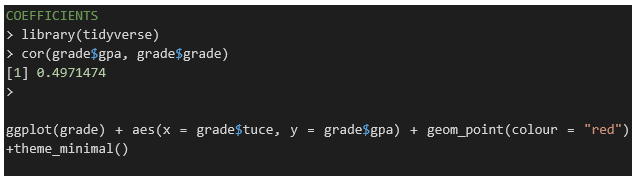 COEFFICIENTS
> library(tidyverse)
> cor(grade$gpa, grade$grade)
[1] 0.4971474
>
ggplot(grade) + aes(x = grade$tuce, y = grade$gpa) + geom_point(colour = "red")
+theme_minimal()